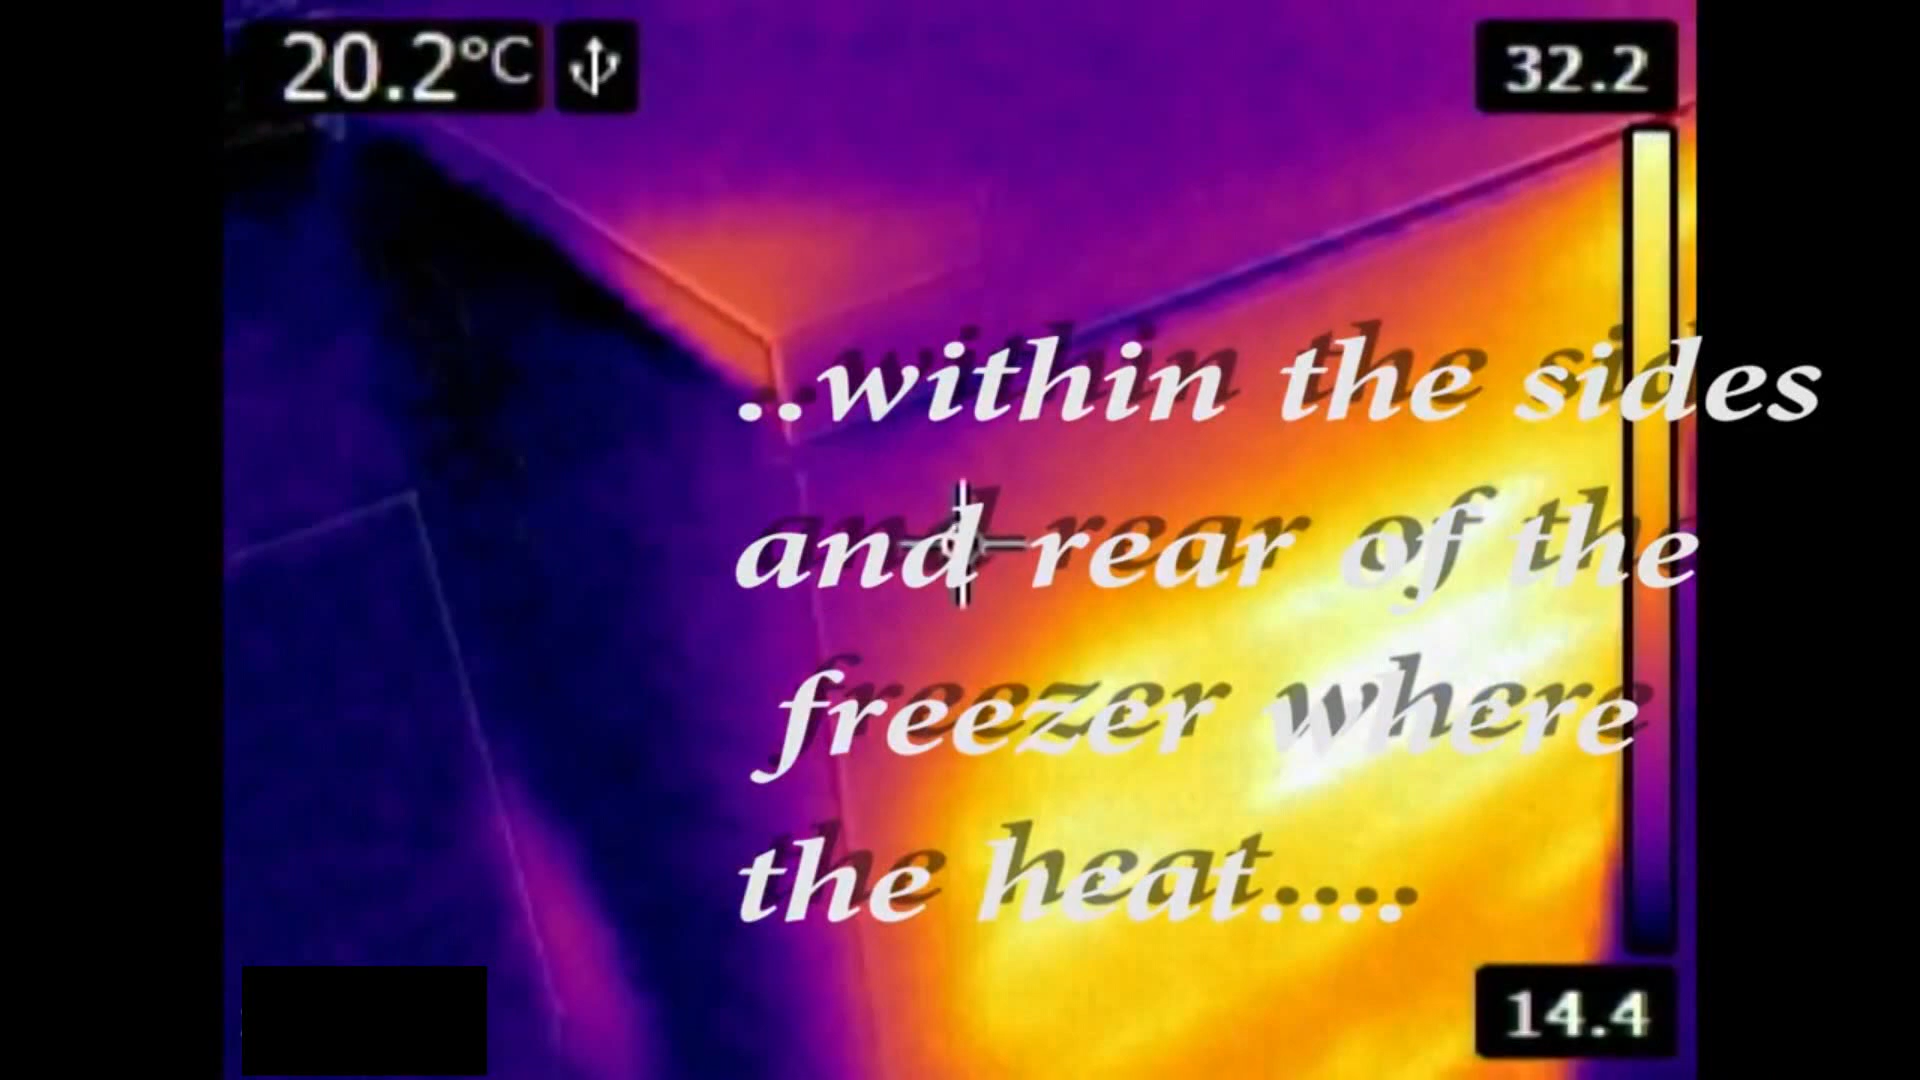 20.2°C
32.2
..within the sides
and rear of the
freezer where
the heat....
14.4